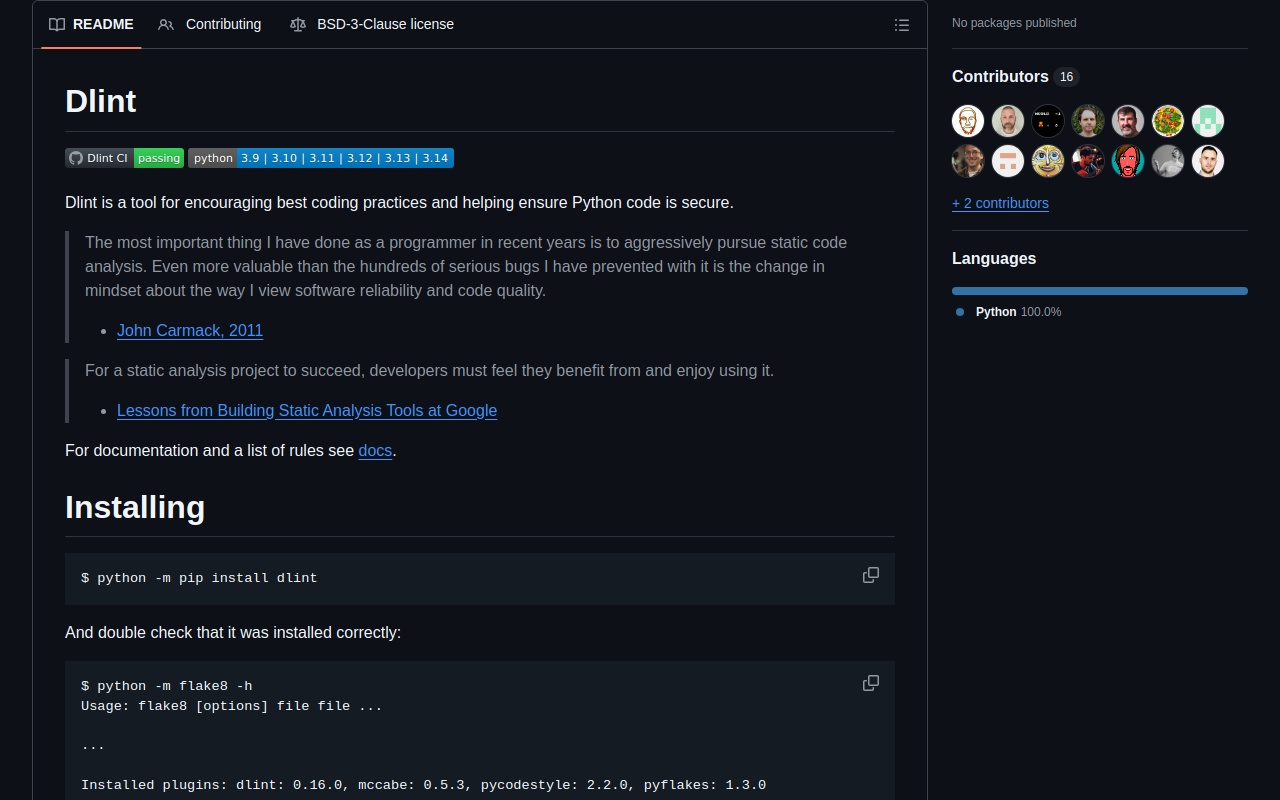 README Contributing BSD-3-Clause license
Dlint
Dlint CI passing python 3.9 | 3.10 | 3.11 | 3.12 | 3.13 | 3.14
Dlint is a tool for encouraging best coding practices and helping ensure Python code is secure.
The most important thing I have done as a programmer in recent years is to aggressively pursue static code
analysis. Even more valuable than the hundreds of serious bugs I have prevented with it is the change in
mindset about the way I view software reliability and code quality.
John Carmack, 2011
For a static analysis project to succeed, developers must feel they benefit from and enjoy using it.
Lessons from Building Static Analysis Tools at Google
For documentation and a list of rules see docs.
Installing
$ python -m pip install dlint
And double check that it was installed correctly:
$ python -m flake8 -h
Usage: flake8 [options] file file ...
...
Installed plugins: dlint: 0.16.0, mccabe: 0.5.3, pycodestyle: 2.2.0, pyflakes: 1.3.0
No packages published
Contributors 16
+ 2 contributors
Languages
Python 100.0%